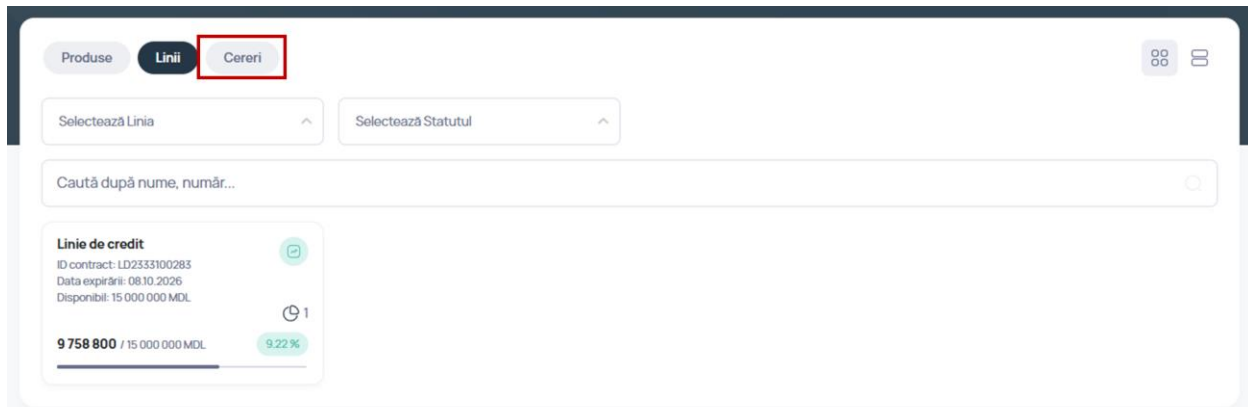 Produse Linii Cereri
Selectează Linia Selectează Statutul
Caută după nume, număr...
Linie de credit
ID contract: LD2333100283
Data expirării: 08.10.2026
Disponibil: 15 000 000 MDL
1
9 758 800 / 15 000 000 MDL 9.22 %